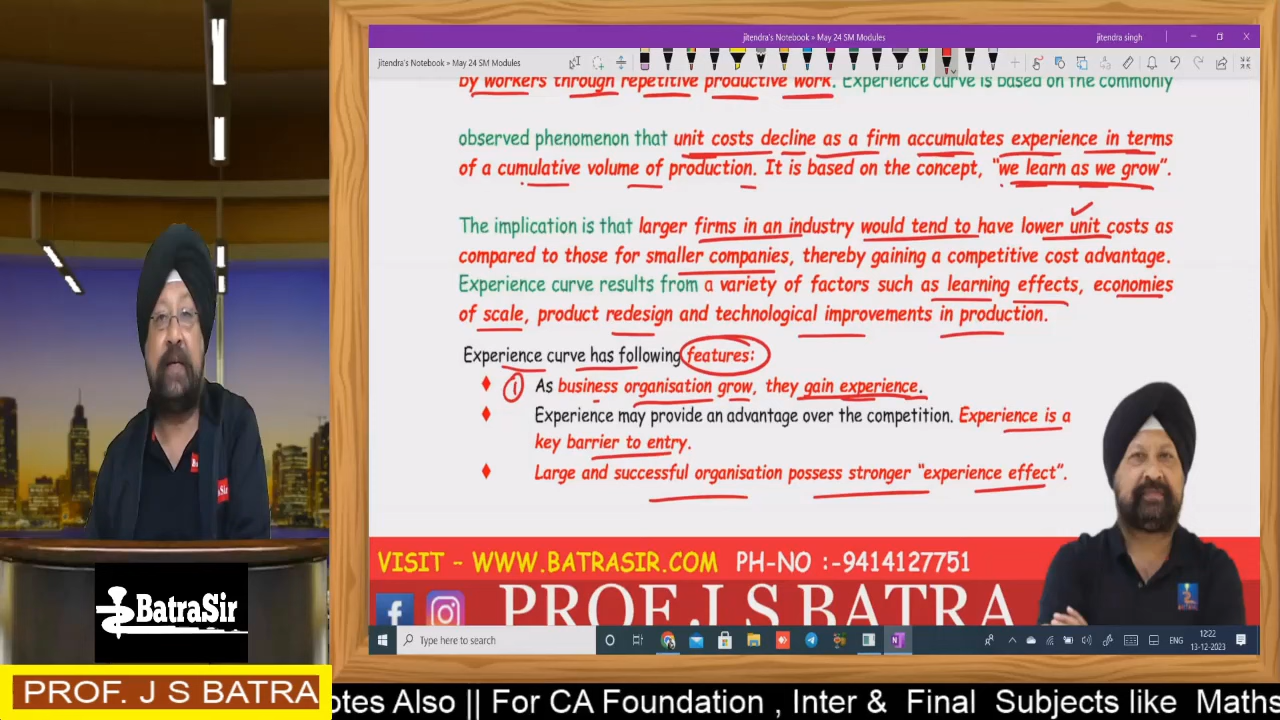 jitendra's Notebook » May 24 SM Modules
jitendra singh
jitendra's Notebook » May 24 SM Modules
by workers through repetitive productive work. Experience curve is based on the commonly
observed phenomenon that unit costs decline as a firm accumulates experience in terms
of a cumulative volume of production. It is based on the concept, “we learn as we grow”.
The implication is that larger firms in an industry would tend to have lower unit costs as
compared to those for smaller companies, thereby gaining a competitive cost advantage.
Experience curve results from a variety of factors such as learning effects, economies
of scale, product redesign and technological improvements in production.
Experience curve has following features:
① As business organisation grow, they gain experience.
Experience may provide an advantage over the competition. Experience is a
key barrier to entry.
Large and successful organisation possess stronger “experience effect”.
VISIT - WWW.BATRASIR.COM PH-NO :-9414127751
PROF.J S BATRA
BatraSir
Type here to search
ENG
12:22
13-12-2023
PROF. J S BATRA
otes Also || For CA Foundation , Inter & Final Subjects like Maths